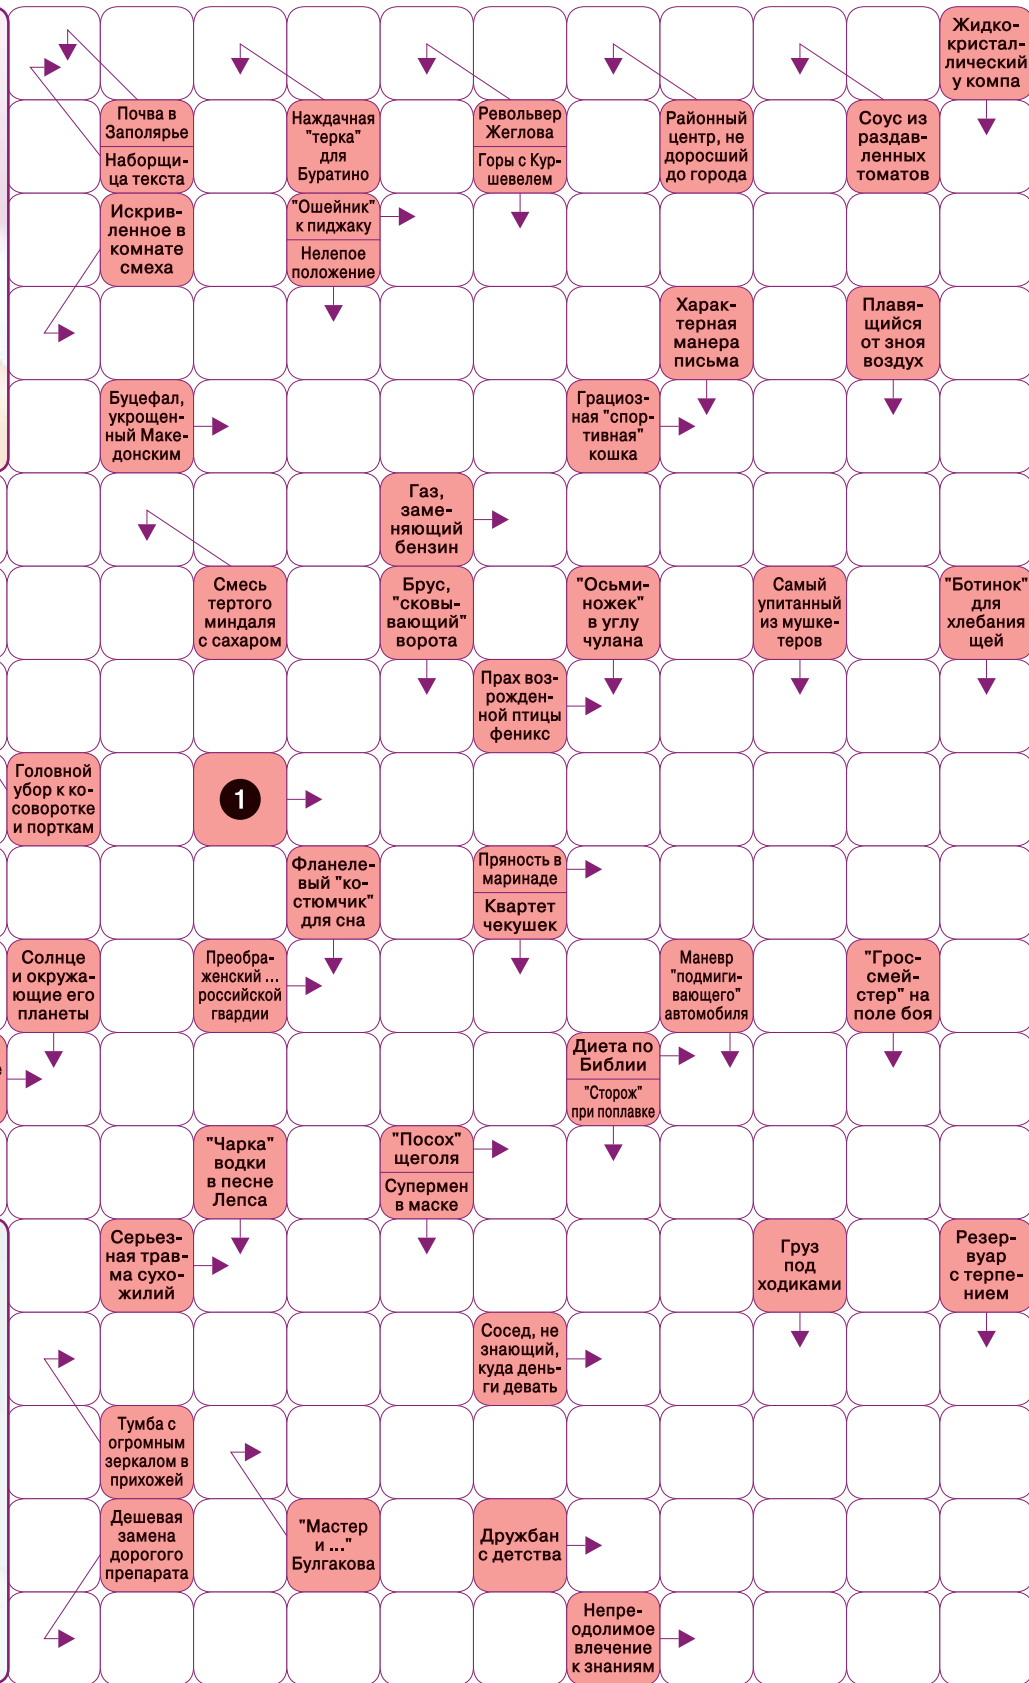 Жидко-
кристал-
лический
у компа
Почва в
Заполярье
Наборщи-
ца текста
Наждачная
"терка"
для
Буратино
Револьвер
Жеглова
Горы с Кур-
шевелем
Районный
центр, не
доросший
до города
Соус из
раздав-
ленных
томатов
Искрив-
ленное в
комнате
смеха
"Ошейник"
к пиджаку
Нелепое
положение
Харак-
терная
манера
письма
Плавя-
щийся
от зноя
воздух
Буцефал,
укрощен-
ный Маке-
донским
Грациоз-
ная "спор-
тивная"
кошка
Газ,
заме-
няющий
бензин
Смесь
тертого
миндаля
с сахаром
Брус,
"сковы-
вающий"
ворота
"Осьми-
ножек"
в углу
чулана
Самый
упитанный
из мушке-
теров
"Ботинок"
для
хлебания
щей
Прах воз-
рожден-
ной птицы
феникс
Головной
убор к ко-
соворотке
и порткам
1
Фланеле-
вый "ко-
стюмчик"
для сна
Пряность в
маринаде
Квартет
чекушек
Солнце
и окружа-
ющие его
планеты
Преобра-
женский ...
российской
гвардии
Маневр
"подмиги-
вающего"
автомобиля
"Грос-
смей-
стер" на
поле боя
Диета по
Библии
"Сторож"
при поплавке
"Чарка"
водки
в песне
Лепса
"Посох"
щеголя
Супермен
в маске
Серьез-
ная трав-
ма сухо-
жилий
Груз
под
ходиками
Резер-
вуар
с терпе-
нием
Сосед, не
знающий,
куда день-
ги девать
Тумба с
огромным
зеркалом в
прихожей
Дешевая
замена
дорогого
препарата
"Мастер
и ..."
Булгакова
Дружбан
с детства
Непре-
одолимое
влечение
к знаниям